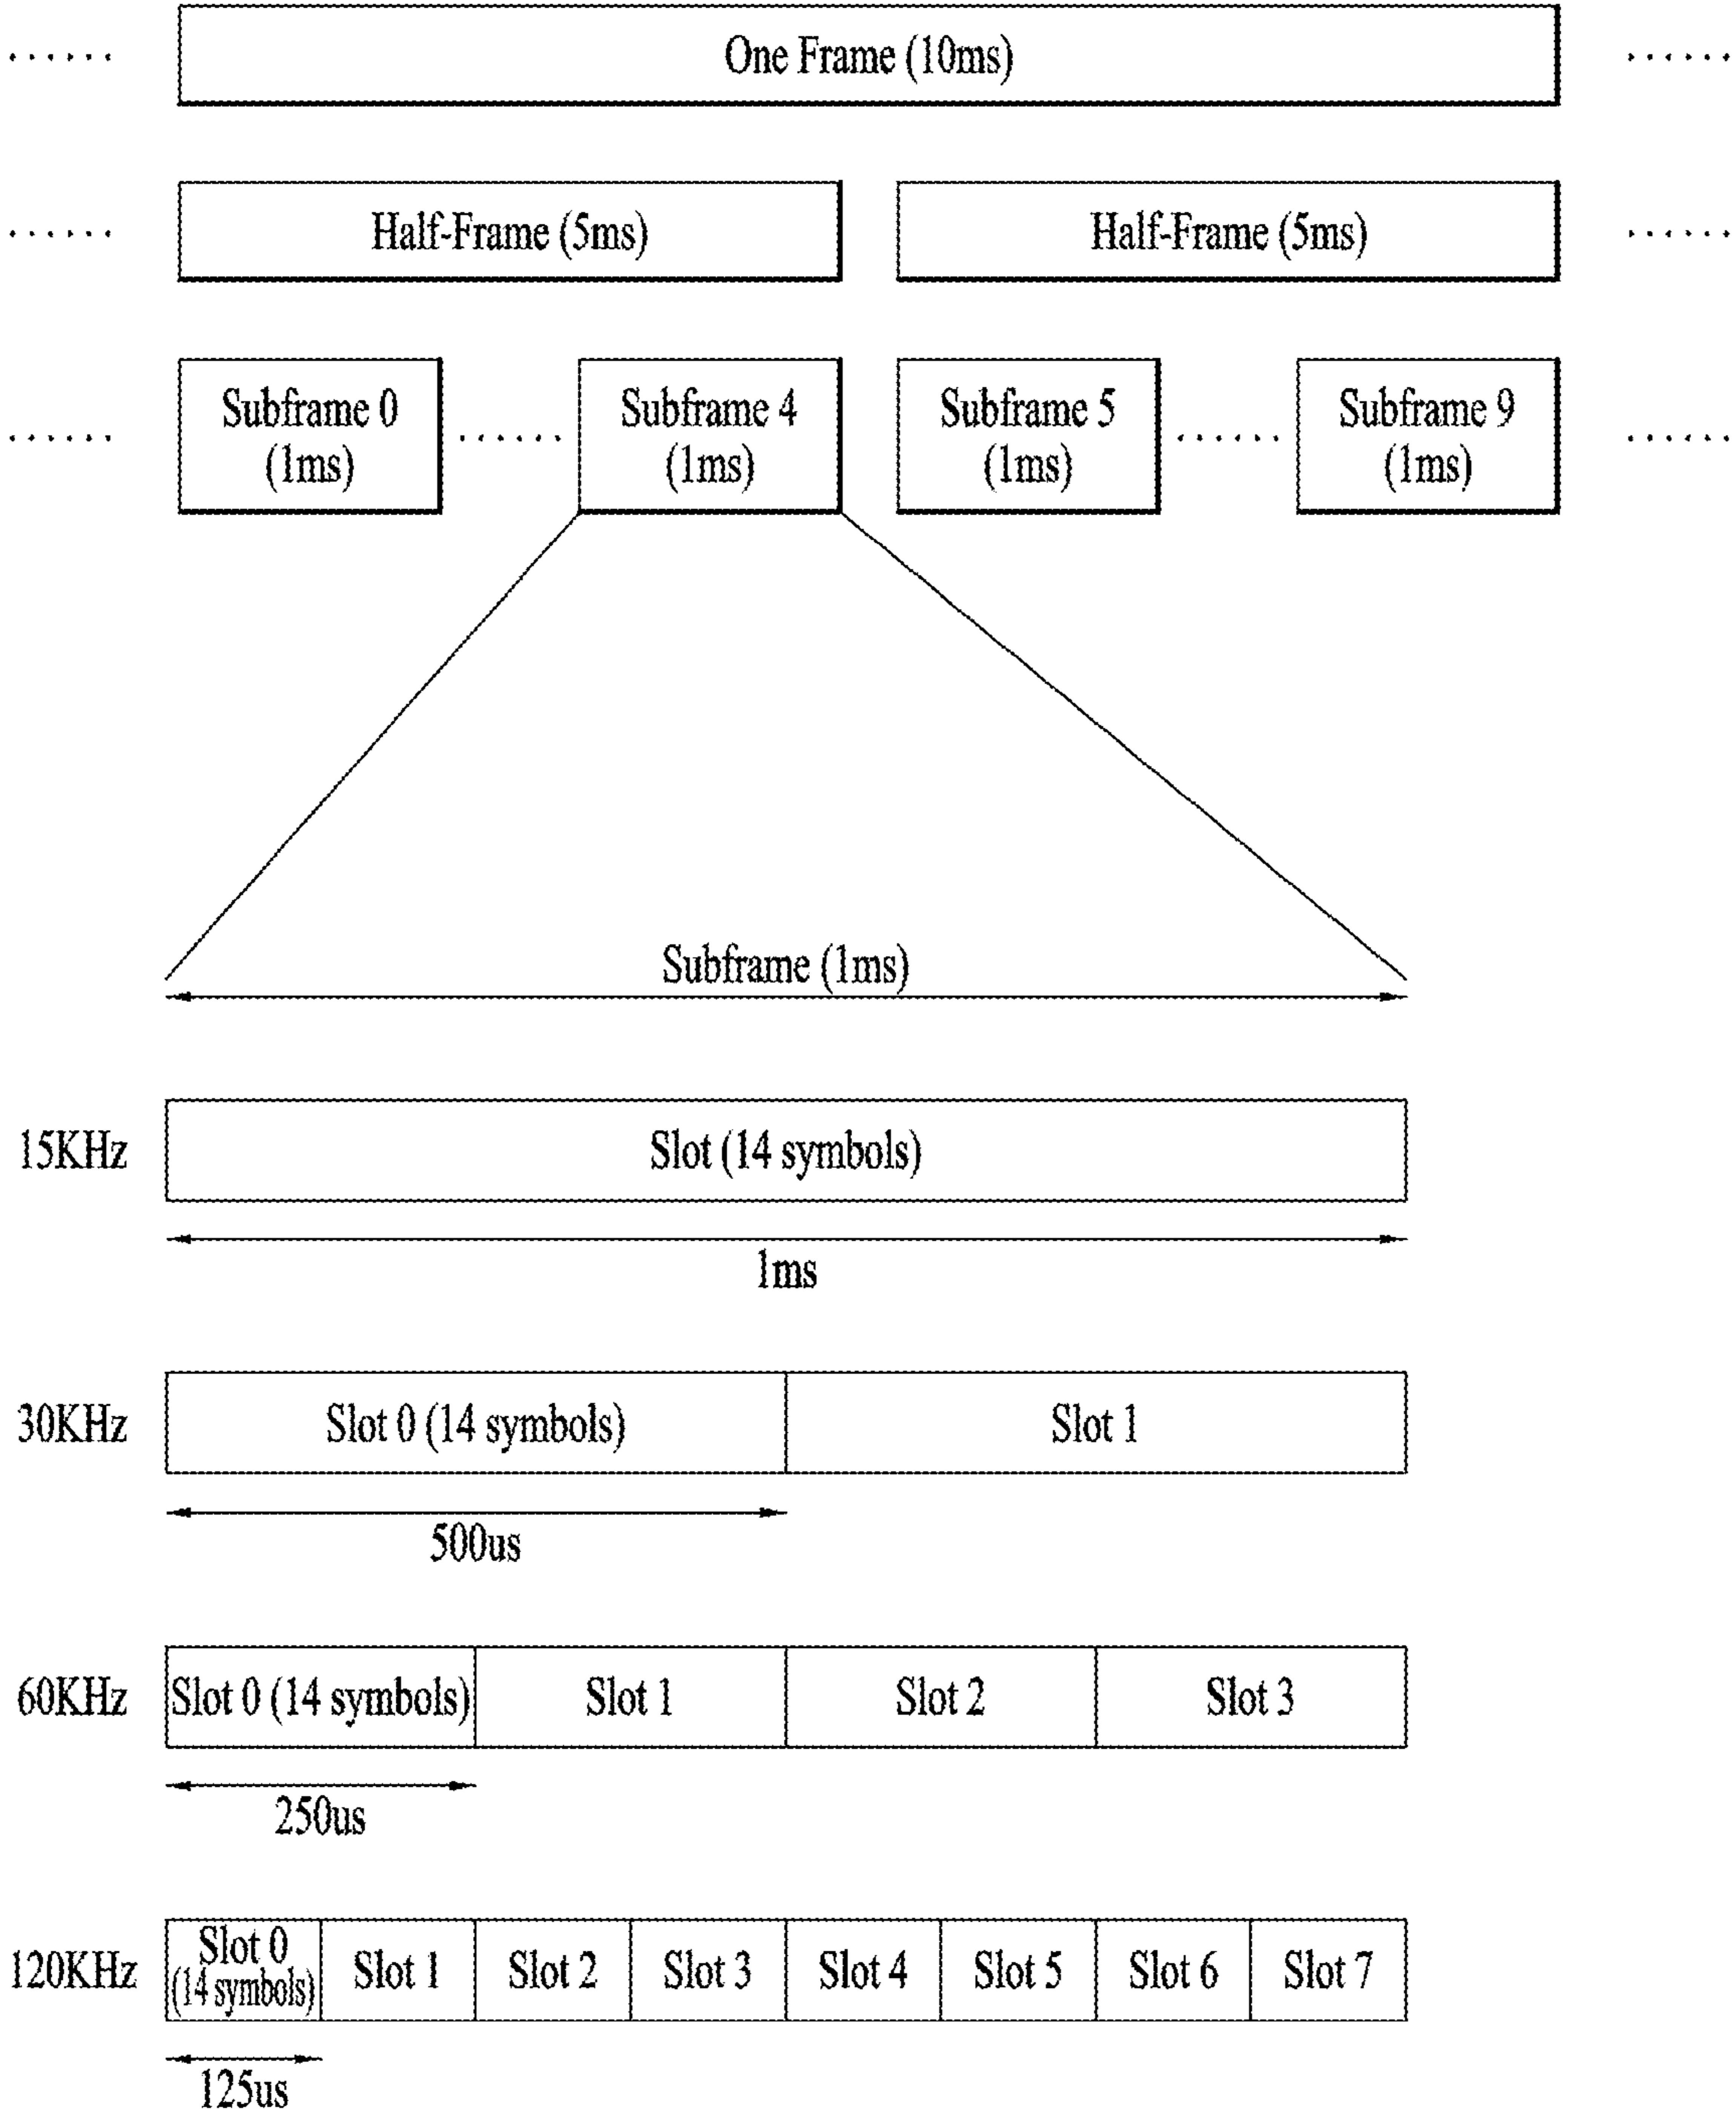 ...... One Frame (10ms) ......
...... Half-Frame (5ms) Half-Frame (5ms) ......
Subframe 0 Subframe 4 Subframe 5 Subframe 9
...... (1ms) ...... (1ms) (1ms) ...... (1ms) ......
Subframe (1ms)
15KHz Slot (14 symbols)
1ms
30KHz Slot 0 (14 symbols) Slot 1
500us
60KHz Slot 0 (14 symbols) Slot 1 Slot 2 Slot 3
250us
120KHz Slot 0 (14 symbols) Slot 1 Slot 2 Slot 3 Slot 4 Slot 5 Slot 6 Slot 7
125us